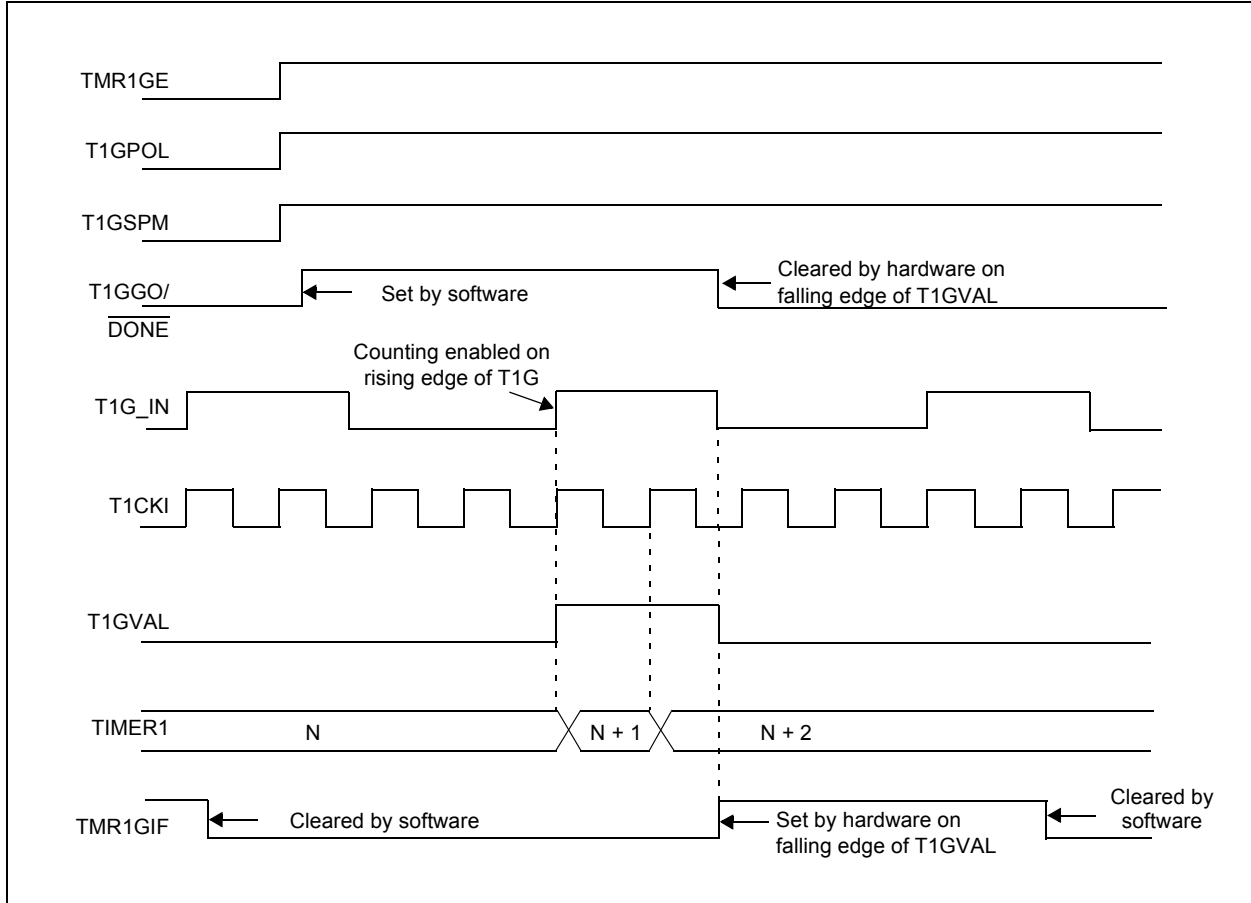 TMR1GE
T1GPOL
T1GSPM
T1GGO/
DONE
Set by software
Cleared by hardware on
falling edge of T1GVAL
Counting enabled on
rising edge of T1G
T1G_IN
T1CKI
T1GVAL
TIMER1
N
N + 1
N + 2
TMR1GIF
Cleared by software
Set by hardware on
falling edge of T1GVAL
Cleared by
software